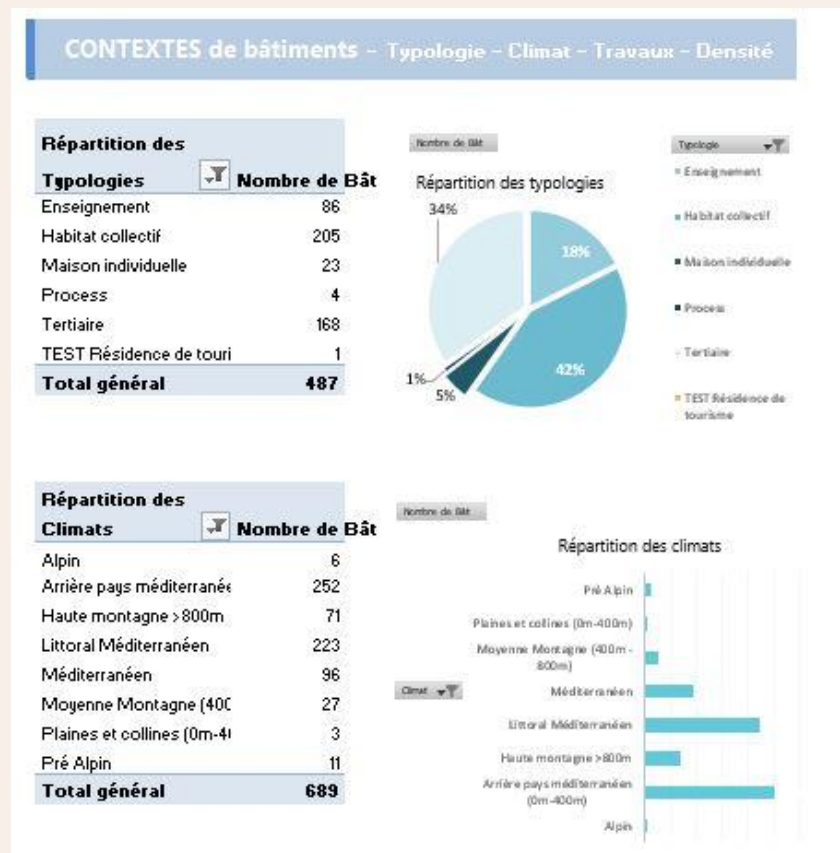 CONTEXTES de bâtiments - Typologie - Climat - Travaux - Densité
Répartition des
Typologies Nombre de Bât
Enseignement 86
Habitat collectif 205
Maison individuelle 23
Process 4
Tertiaire 168
TEST Résidence de touri 1
Total général 487
Nombre de Bât
Répartition des typologies
34%
18%
42%
1%
5%
Typologie
Enseignement
Habitat collectif
Maison individuelle
Process
Tertiaire
TEST Résidence de
tourisme
Répartition des
Climats Nombre de Bât
Alpin 6
Arrière pays méditerranée 252
Haute montagne >800m 71
Littoral Méditerranéen 223
Méditerranéen 96
Moyenne Montagne (400 27
Plaines et collines (0m-4 3
Pré Alpin 11
Total général 689
Nombre de Bât
Répartition des climats
Climat
Pré Alpin
Plaines et collines (0m-400m)
Moyenne Montagne (400m -
800m)
Méditerranéen
Littoral Méditerranéen
Haute montagne >800m
Arrière pays méditerranéen
(0m-400m)
Alpin